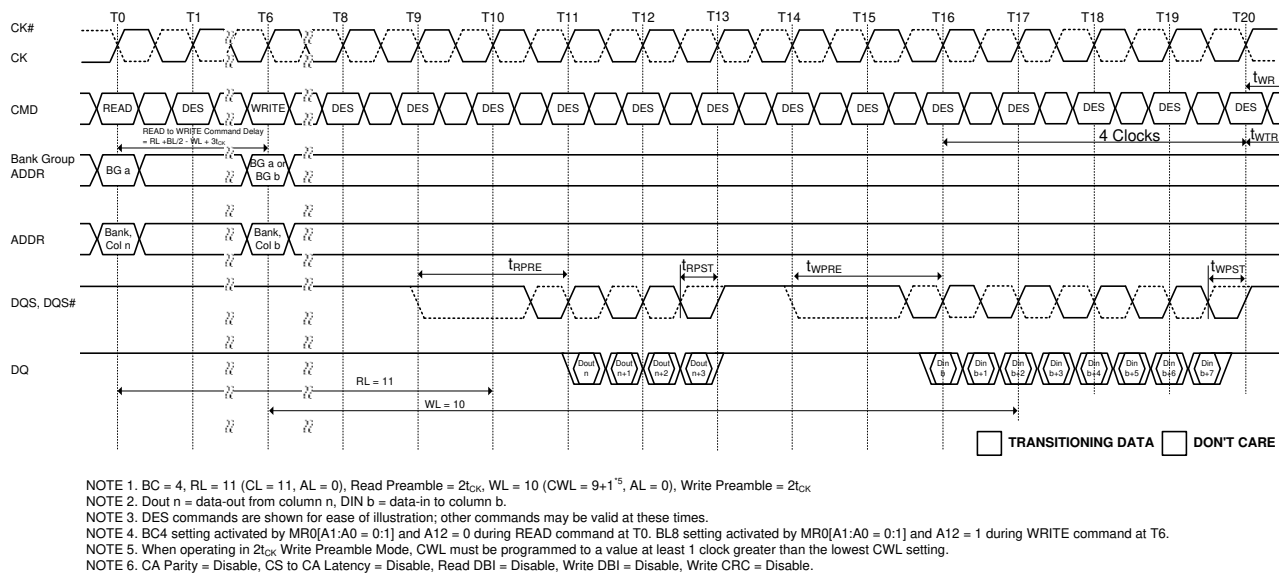 T0 T1 T6 T8 T9 T10 T11 T12 T13 T14 T15 T16 T17 T18 T19 T20
CK#
CK
tWR
CMD READ DES WRITE DES DES DES DES DES DES DES DES DES DES DES DES DES
READ to WRITE Command Delay
= RL +BL/2 - WL + 3tCK
4 Clocks tWTR
Bank Group
ADDR
BG a
BG a or
BG b
ADDR
Bank,
Col n
Bank,
Col b
tRPRE tRPST tWPRE tWPST
DQS, DQS#
DQ
Dout
n
Dout
n+1
Dout
n+2
Dout
n+3
Din
b
Din
b+1
Din
b+2
Din
b+3
Din
b+4
Din
b+5
Din
b+6
Din
b+7
RL = 11
WL = 10
TRANSITIONING DATA DON'T CARE
NOTE 1. BC = 4, RL = 11 (CL = 11, AL = 0), Read Preamble = 2tCK, WL = 10 (CWL = 9+1*5, AL = 0), Write Preamble = 2tCK
NOTE 2. Dout n = data-out from column n, DIN b = data-in to column b.
NOTE 3. DES commands are shown for ease of illustration; other commands may be valid at these times.
NOTE 4. BC4 setting activated by MR0[A1:A0 = 0:1] and A12 = 0 during READ command at T0. BL8 setting activated by MR0[A1:A0 = 0:1] and A12 = 1 during WRITE command at T6.
NOTE 5. When operating in 2tCK Write Preamble Mode, CWL must be programmed to a value at least 1 clock greater than the lowest CWL setting.
NOTE 6. CA Parity = Disable, CS to CA Latency = Disable, Read DBI = Disable, Write DBI = Disable, Write CRC = Disable.